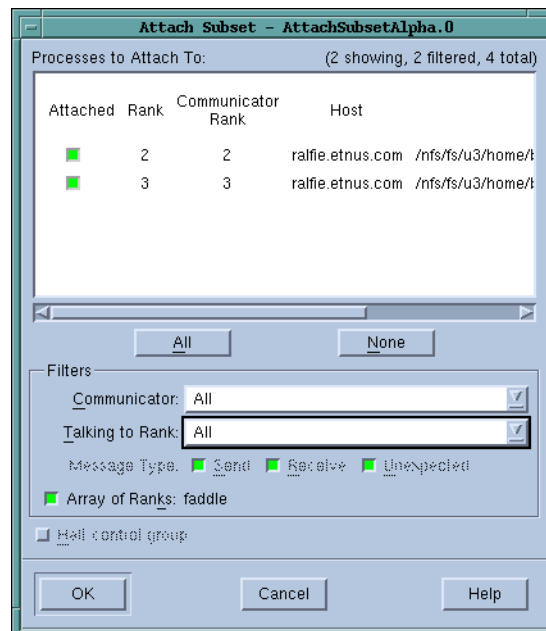 Attach Subset - AttachSubsetAlpha.0
Processes to Attach To: (2 showing, 2 filtered, 4 total)
Attached Rank Communicator Rank Host
2 2 ralfie.etnus.com /nfs/fs/u3/home/b
3 3 ralfie.etnus.com /nfs/fs/u3/home/b
All None
Filters
Communicator: All
Talking to Rank: All
Message Type: Send Receive Unexpected
Array of Ranks: faddle
Halt control group
OK Cancel Help